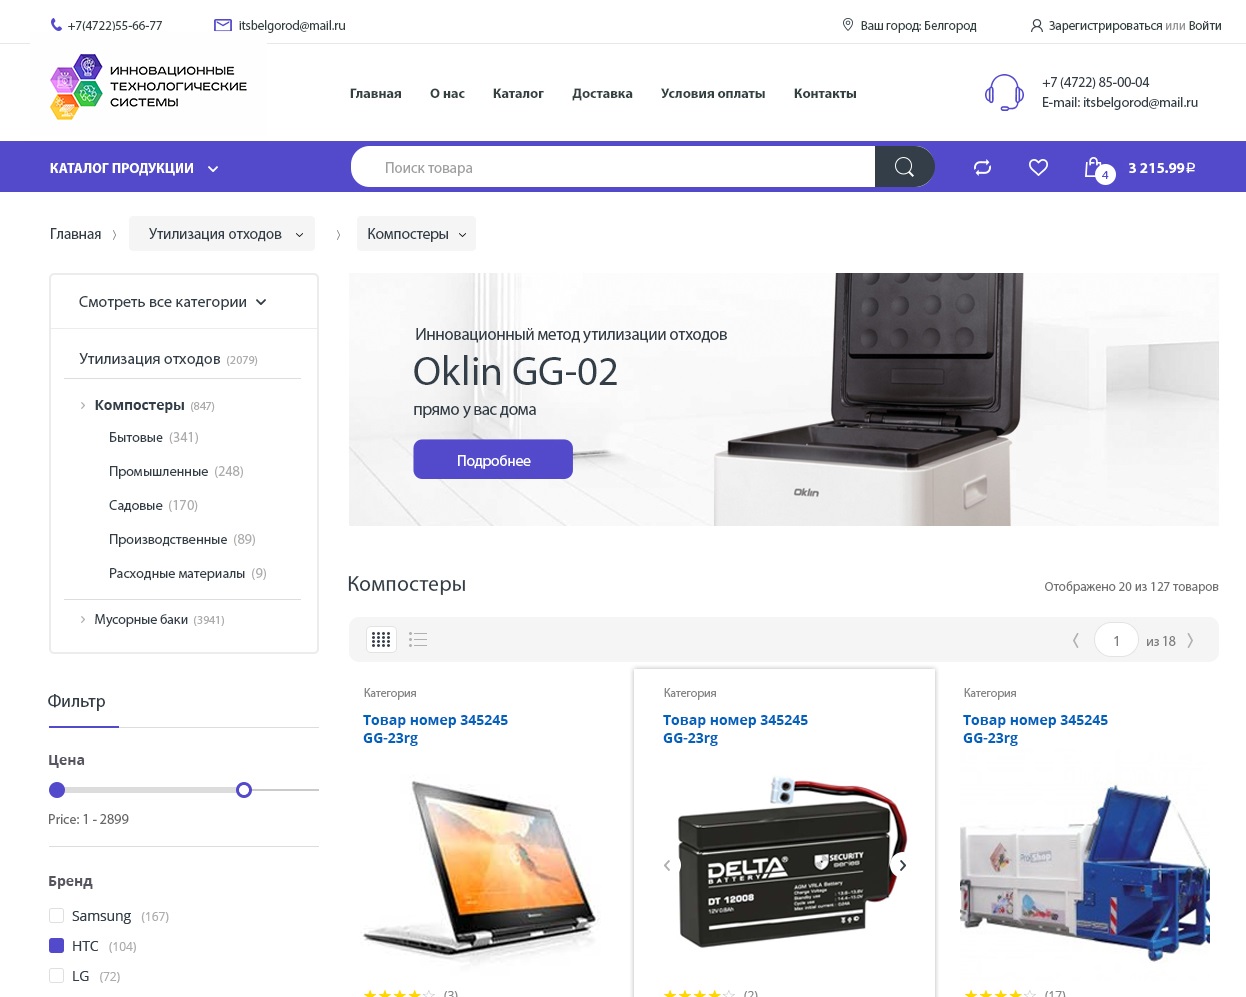 +7(4722)55-66-77
itsbelgorod@mail.ru
Ваш город: Белгород
Зарегистрироваться или Войти
ИННОВАЦИОННЫЕ
ТЕХНОЛОГИЧЕСКИЕ
СИСТЕМЫ
Главная
О нас
Каталог
Доставка
Условия оплаты
Контакты
+7 (4722) 85-00-04
E-mail: itsbelgorod@mail.ru
КАТАЛОГ ПРОДУКЦИИ
Поиск товара
4
3 215.99₽
Главная
Утилизация отходов
Компостеры
Смотреть все категории
Утилизация отходов (2079)
Компостеры (847)
Бытовые (341)
Промышленные (248)
Садовые (170)
Производственные (89)
Расходные материалы (9)
Мусорные баки (3941)
Инновационный метод утилизации отходов
Oklin GG-02
прямо у вас дома
Подробнее
Oklin
Компостеры
Отображено 20 из 127 товаров
1
из 18
Фильтр
Цена
Price: 1 - 2899
Бренд
Samsung (167)
HTC (104)
LG (72)
Категория
Товар номер 345245
GG-23rg
(3)
Категория
Товар номер 345245
GG-23rg
DELTA®
BATTERY
SECURITY
series
DT 12008
12V 0.8Ah
AGM VRLA Battery
(2)
Категория
Товар номер 345245
GG-23rg
(17)